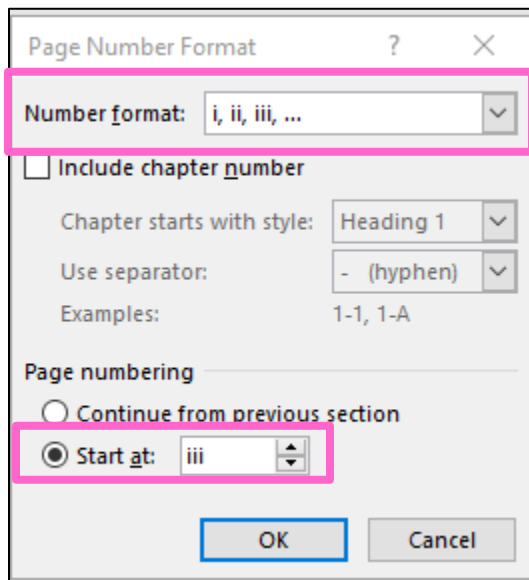 Page Number Format ?
Number format: i, ii, iii, ...
Include chapter number
Chapter starts with style: Heading 1
Use separator: - (hyphen)
Examples: 1-1, 1-A
Page numbering
Continue from previous section
Start at: iii
OK Cancel